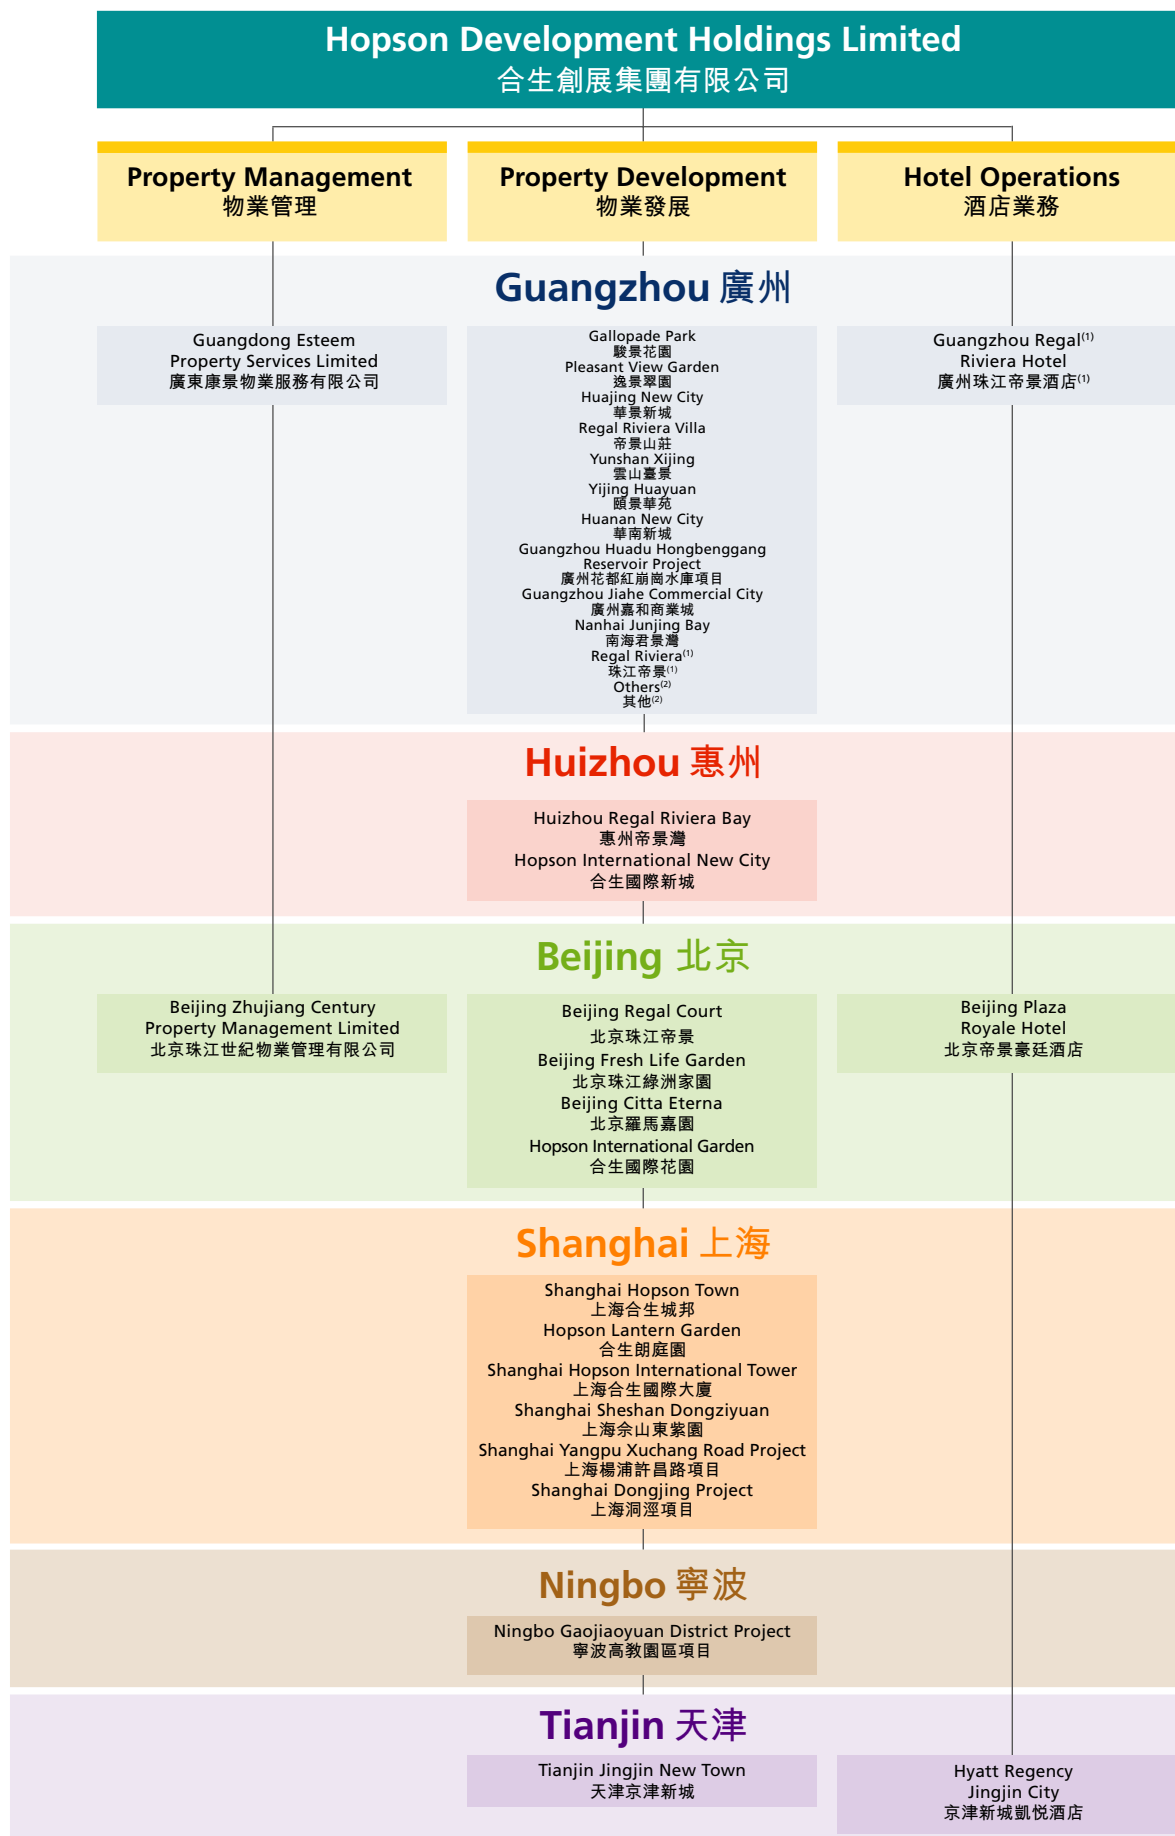 Hopson Development Holdings Limited
合生創展集團有限公司
Property Management
物業管理
Property Development
物業發展
Hotel Operations
酒店業務
Guangzhou 廣州
Guangdong Esteem
Property Services Limited
廣東康景物業服務有限公司
Gallopade Park
駿景花園
Pleasant View Garden
逸景翠園
Huajing New City
華景新城
Regal Riviera Villa
帝景山莊
Yunshan Xijing
雲山臺景
Yijing Huayuan
頤景華苑
Huanan New City
華南新城
Guangzhou Huadu Hongbenggang
Reservoir Project
廣州花都紅崩崗水庫項目
Guangzhou Jiahe Commercial City
廣州嘉和商業城
Nanhai Junjing Bay
南海君景灣
Regal Riviera(1)
珠江帝景(1)
Others(2)
其他(2)
Guangzhou Regal(1)
Riviera Hotel
廣州珠江帝景酒店(1)
Huizhou 惠州
Huizhou Regal Riviera Bay
惠州帝景灣
Hopson International New City
合生國際新城
Beijing 北京
Beijing Zhujiang Century
Property Management Limited
北京珠江世紀物業管理有限公司
Beijing Regal Court
北京珠江帝景
Beijing Fresh Life Garden
北京珠江綠洲家園
Beijing Citta Eterna
北京羅馬嘉園
Hopson International Garden
合生國際花園
Beijing Plaza
Royale Hotel
北京帝景豪廷酒店
Shanghai 上海
Shanghai Hopson Town
上海合生城邦
Hopson Lantern Garden
合生朗庭園
Shanghai Hopson International Tower
上海合生國際大廈
Shanghai Sheshan Dongziyuan
上海佘山東紫園
Shanghai Yangpu Xuchang Road Project
上海楊浦許昌路項目
Shanghai Dongjing Project
上海洞涇項目
Ningbo 寧波
Ningbo Gaojiaoyuan District Project
寧波高教園區項目
Tianjin 天津
Tianjin Jingjin New Town
天津京津新城
Hyatt Regency
Jingjin City
京津新城凱悅酒店